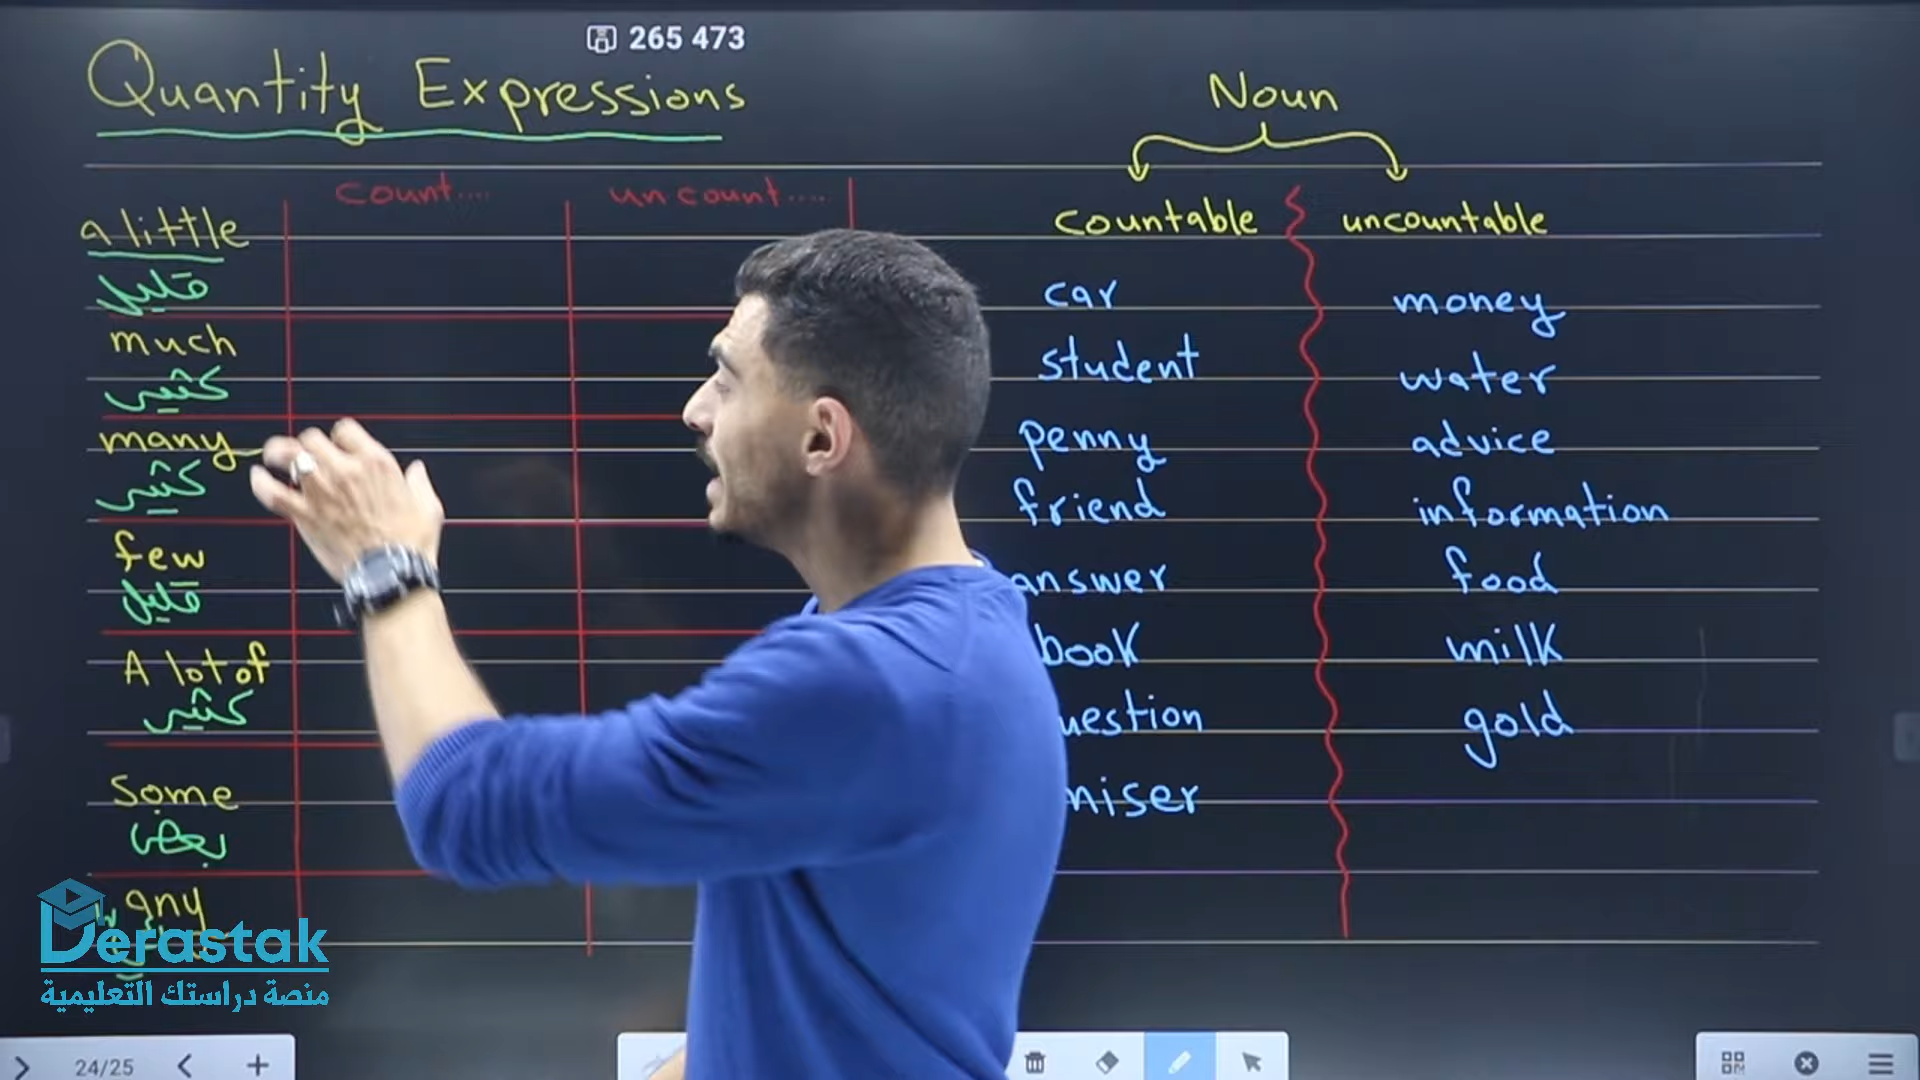 265 473
Quantity Expressions
Noun
count....
uncount.....
countable
uncountable
a little
قليل
much
كثير
many
كثير
few
قليل
A lot of
كثير
some
بعض
any
car
student
penny
friend
answer
book
uestion
niser
money
water
advice
information
food
milk
gold
Derastak
منصة دراستك التعليمية
24/25